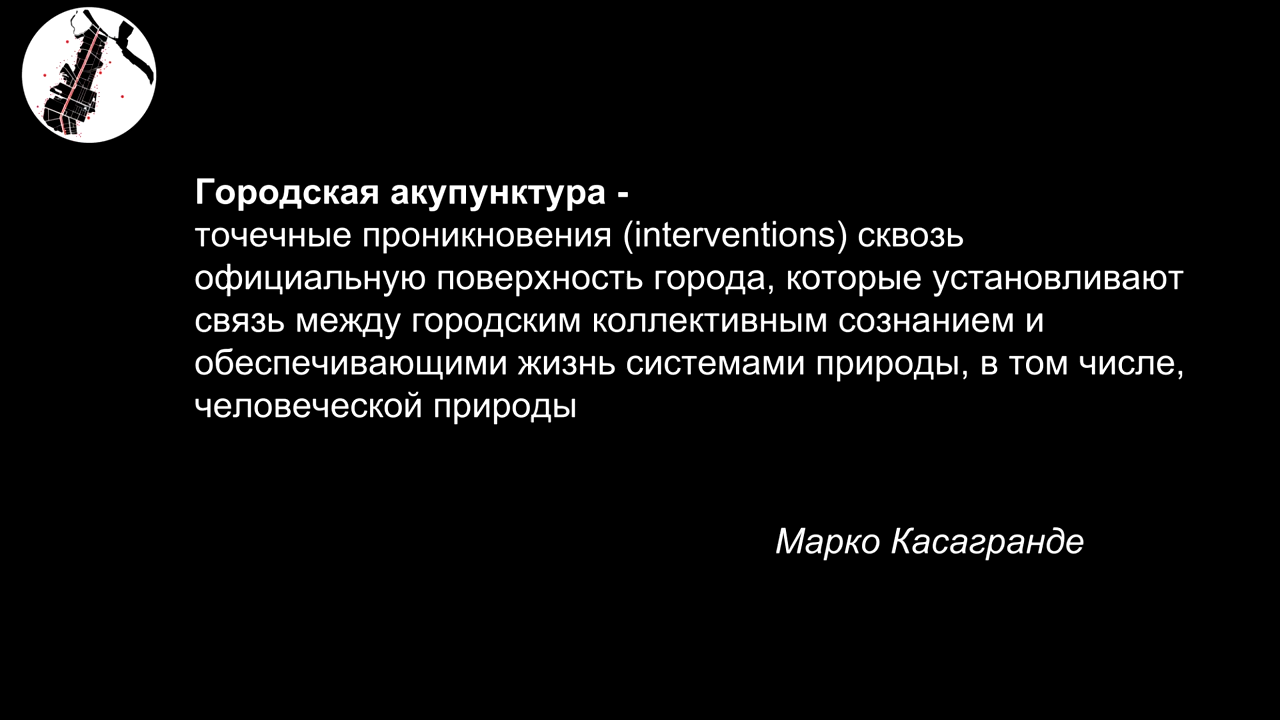 Городская акупунктура -
точечные проникновения (interventions) сквозь
официальную поверхность города, которые установливают
связь между городским коллективным сознанием и
обеспечивающими жизнь системами природы, в том числе,
человеческой природы
Марко Касагранде